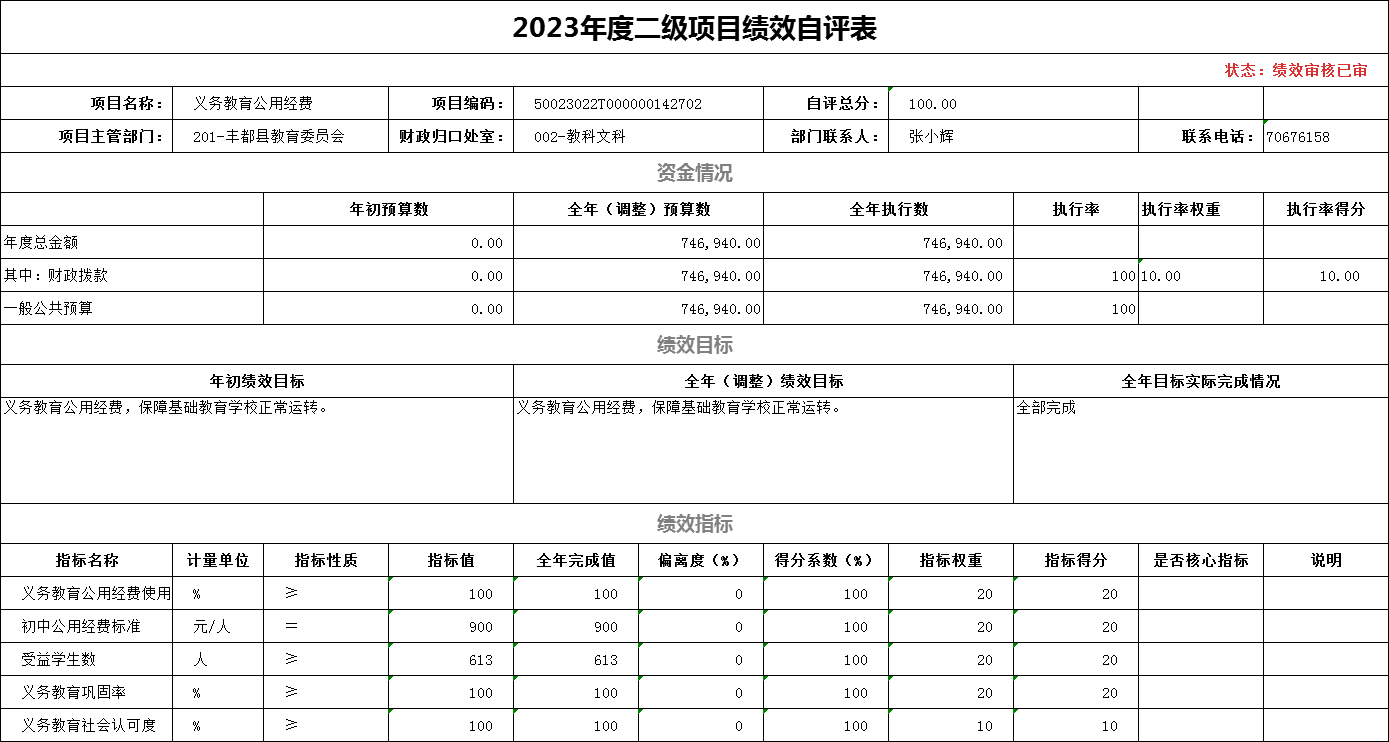 2023年度二级项目绩效自评表
状态：绩效审核已审
项目名称： 义务教育公用经费 项目编码： 50023022T000000142702 自评总分： 100.00
项目主管部门： 201-丰都县教育委员会 财政归口处室： 002-教科文科 部门联系人： 张小辉 联系电话： 70676158
资金情况
年初预算数 全年（调整）预算数 全年执行数 执行率 执行率权重 执行率得分
年度总金额 0.00 746,940.00 746,940.00
其中：财政拨款 0.00 746,940.00 746,940.00 100 10.00 10.00
一般公共预算 0.00 746,940.00 746,940.00 100
绩效目标
年初绩效目标 全年（调整）绩效目标 全年目标实际完成情况
义务教育公用经费，保障基础教育学校正常运转。 义务教育公用经费，保障基础教育学校正常运转。 全部完成
绩效指标
指标名称 计量单位 指标性质 指标值 全年完成值 偏离度（%） 得分系数（%） 指标权重 指标得分 是否核心指标 说明
义务教育公用经费使用 % ≥ 100 100 0 100 20 20
初中公用经费标准 元/人 ＝ 900 900 0 100 20 20
受益学生数 人 ≥ 613 613 0 100 20 20
义务教育巩固率 % ≥ 100 100 0 100 20 20
义务教育社会认可度 % ≥ 100 100 0 100 10 10